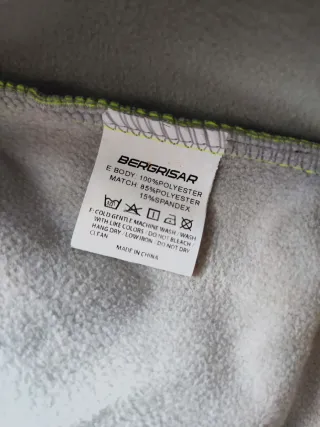 BERGRISAR
E:BODY: 100%POLYESTER
MATCH: 85%POLYESTER
15%SPANDEX
E: COLD GENTLE MACHINE WASH · WASH
WITH LIKE COLORS · DO NOT BLEACH ·
HANG DRY · LOW IRON · DO NOT DRY
CLEAN
MADE IN CHINA